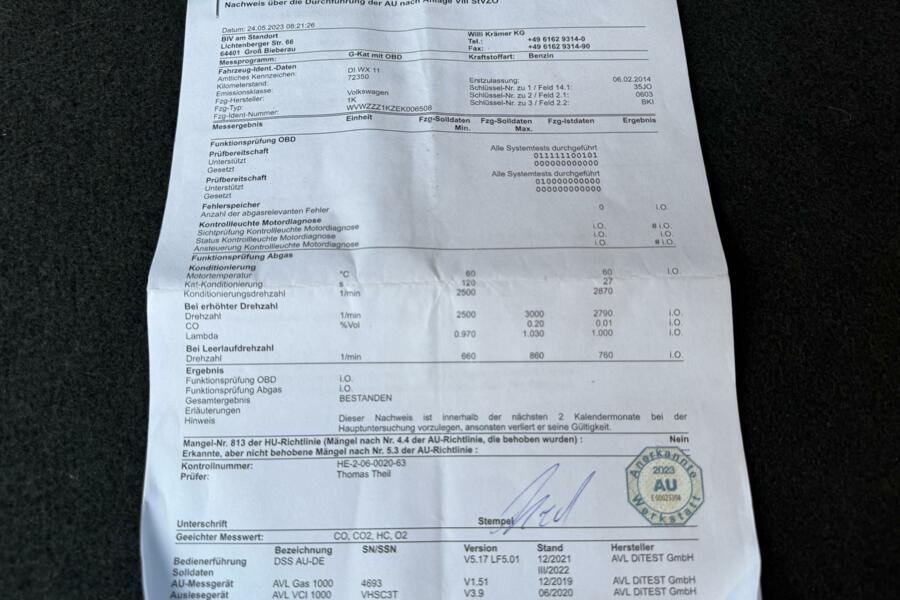 Nachweis über die Durchführung der AU nach Anlage VIII StVZO
Datum: 24.05.2023 08:21:26
BIV am Standort
Lichtenberger Str. 66
64401 Groß Bieberau
Willi Krämer KG
Tel.: +49 6162 9314-0
Fax: +49 6162 9314-90
Messprogramm: G-Kat mit OBD Kraftstoffart: Benzin
Fahrzeug-Ident.-Daten
Amtliches Kennzeichen: DI WX 11
Kilometerstand: 72350
Emissionsklasse:
Fzg-Hersteller: Volkswagen
Fzg-Typ: 1K
Fzg-Ident-Nummer: WVWZZZ1KZEK006508
Erstzulassung: 06.02.2014
Schlüssel-Nr. zu 1 / Feld 14.1: 35JO
Schlüssel-Nr. zu 2 / Feld 2.1: 0603
Schlüssel-Nr. zu 3 / Feld 2.2: BKI
Messergebnis Einheit Fzg-Solldaten Min. Fzg-Solldaten Max. Fzg-Istdaten Ergebnis
Funktionsprüfung OBD
Prüfbereitschaft Alle Systemtests durchgeführt
Unterstützt 011111100101
Gesetzt 000000000000
Prüfbereitschaft Alle Systemtests durchgeführt
Unterstützt 010000000000
Gesetzt 000000000000
Fehlerspeicher
Anzahl der abgasrelevanten Fehler 0 i.O.
Kontrollleuchte Motordiagnose
Sichtprüfung Kontrollleuchte Motordiagnose i.O. # i.O.
Status Kontrollleuchte Motordiagnose i.O. i.O.
Ansteuerung Kontrollleuchte Motordiagnose i.O. # i.O.
Funktionsprüfung Abgas
Konditionierung
Motortemperatur °C 60 60 i.O.
Kat-Konditionierung s 120 27
Konditionierungsdrehzahl 1/min 2500 2870
Bei erhöhter Drehzahl
Drehzahl 1/min 2500 3000 2790 i.O.
CO %Vol 0.20 0.01 i.O.
Lambda 0.970 1.030 1.000 i.O.
Bei Leerlaufdrehzahl
Drehzahl 1/min 660 860 760 i.O.
Ergebnis
Funktionsprüfung OBD i.O.
Funktionsprüfung Abgas i.O.
Gesamtergebnis BESTANDEN
Erläuterungen
Hinweis Dieser Nachweis ist innerhalb der nächsten 2 Kalendermonate bei der
Hauptuntersuchung vorzulegen, ansonsten verliert er seine Gültigkeit.
Mangel-Nr. 813 der HU-Richtlinie (Mängel nach Nr. 4.4 der AU-Richtlinie, die behoben wurden) : Nein
Erkannte, aber nicht behobene Mängel nach Nr. 5.3 der AU-Richtlinie :
Kontrollnummer: HE-2-06-0020-63
Prüfer: Thomas Theil
Anerkannte
2023
AU
Werkstatt
Unterschrift Stempel
Geeichter Messwert: CO, CO2, HC, O2
Bezeichnung SN/SSN Version Stand Hersteller
Bedienerführung DSS AU-DE V5.17 LF5.01 12/2021 AVL DiTEST GmbH
Solldaten III/2022
AU-Messgerät AVL Gas 1000 4693 V1.51 12/2019 AVL DiTEST GmbH
Auslesegerät AVL VCI 1000 VHSC3T V3.9 06/2020 AVL DiTEST GmbH